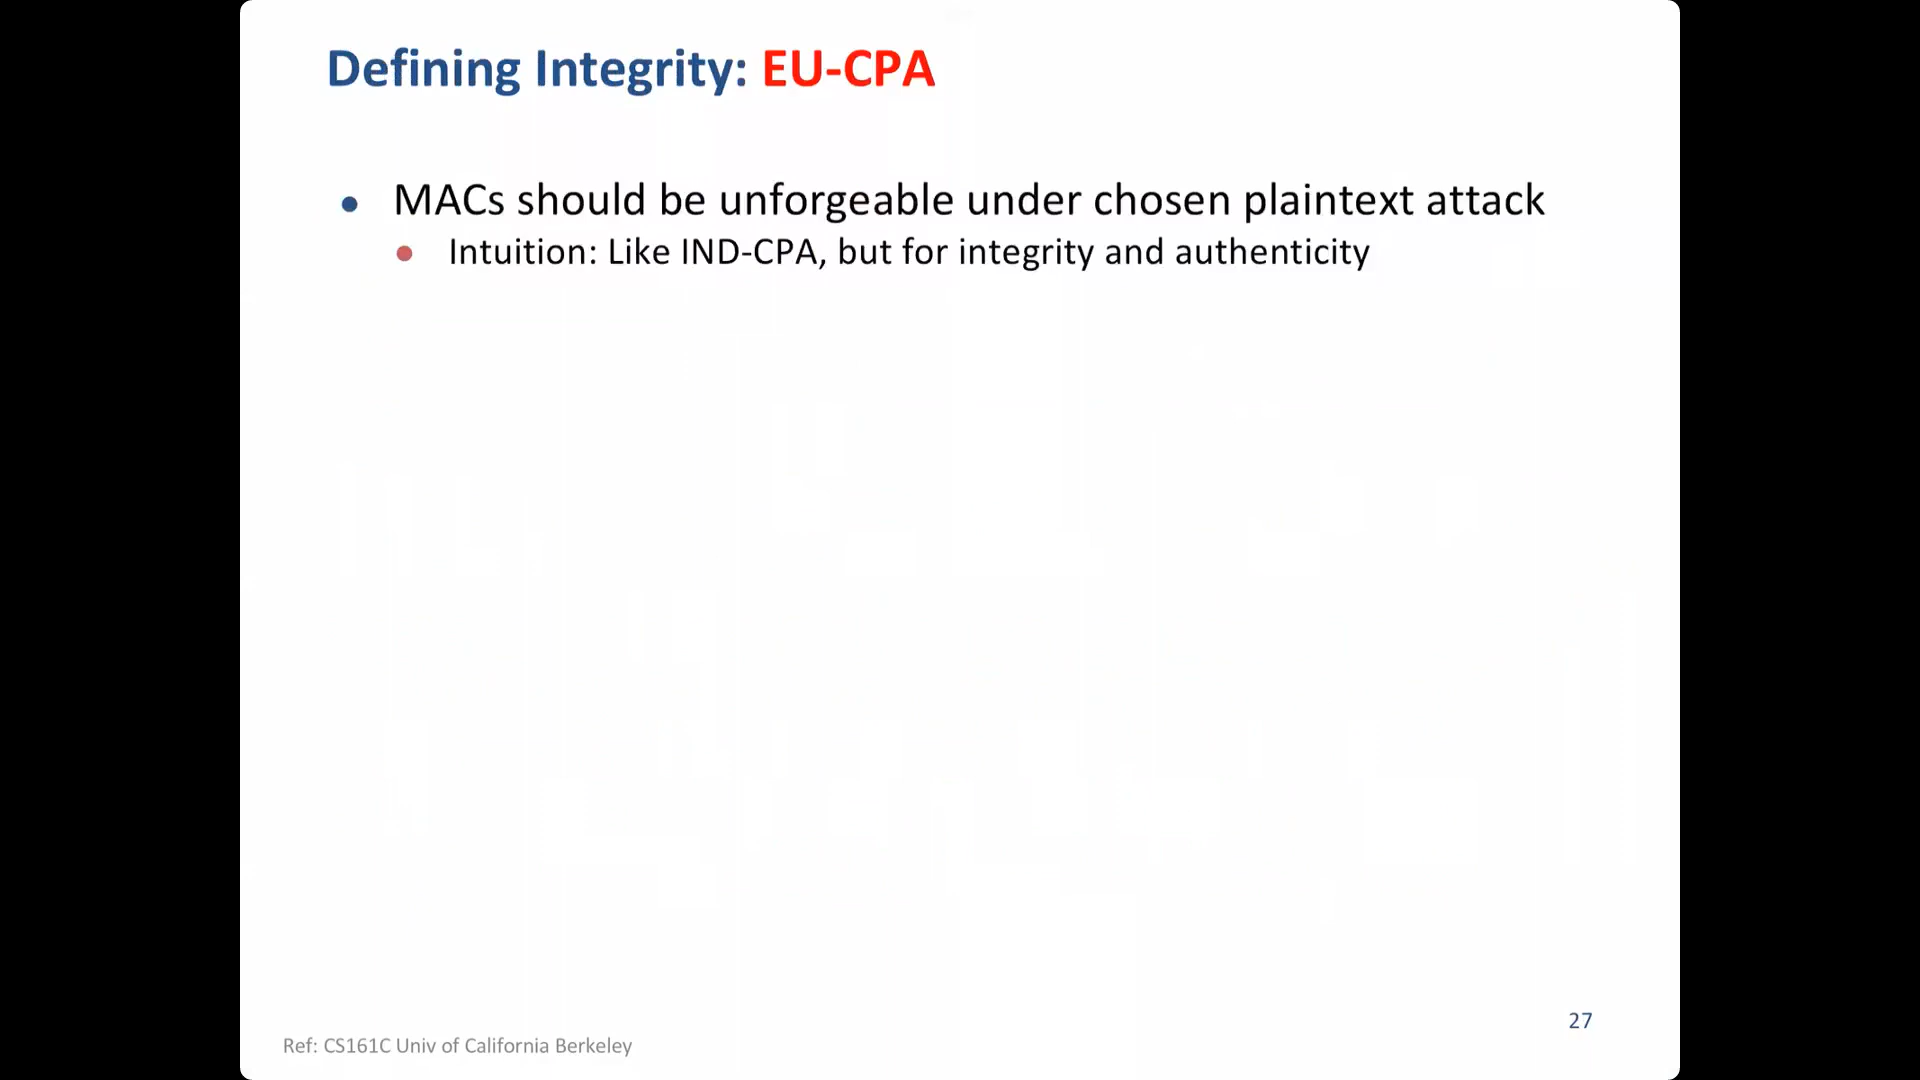 Defining Integrity: EU-CPA
• MACs should be unforgeable under chosen plaintext attack
• Intuition: Like IND-CPA, but for integrity and authenticity
27
Ref: CS161C Univ of California Berkeley